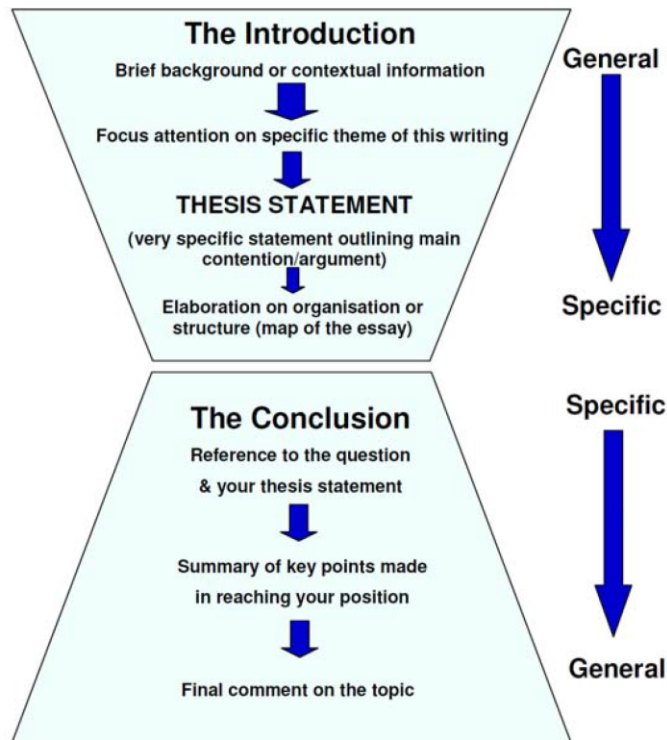 The Introduction
Brief background or contextual information
Focus attention on specific theme of this writing
THESIS STATEMENT
(very specific statement outlining main
contention/argument)
Elaboration on organisation or
structure (map of the essay)
General
Specific
The Conclusion
Reference to the question
& your thesis statement
Summary of key points made
in reaching your position
Final comment on the topic
Specific
General